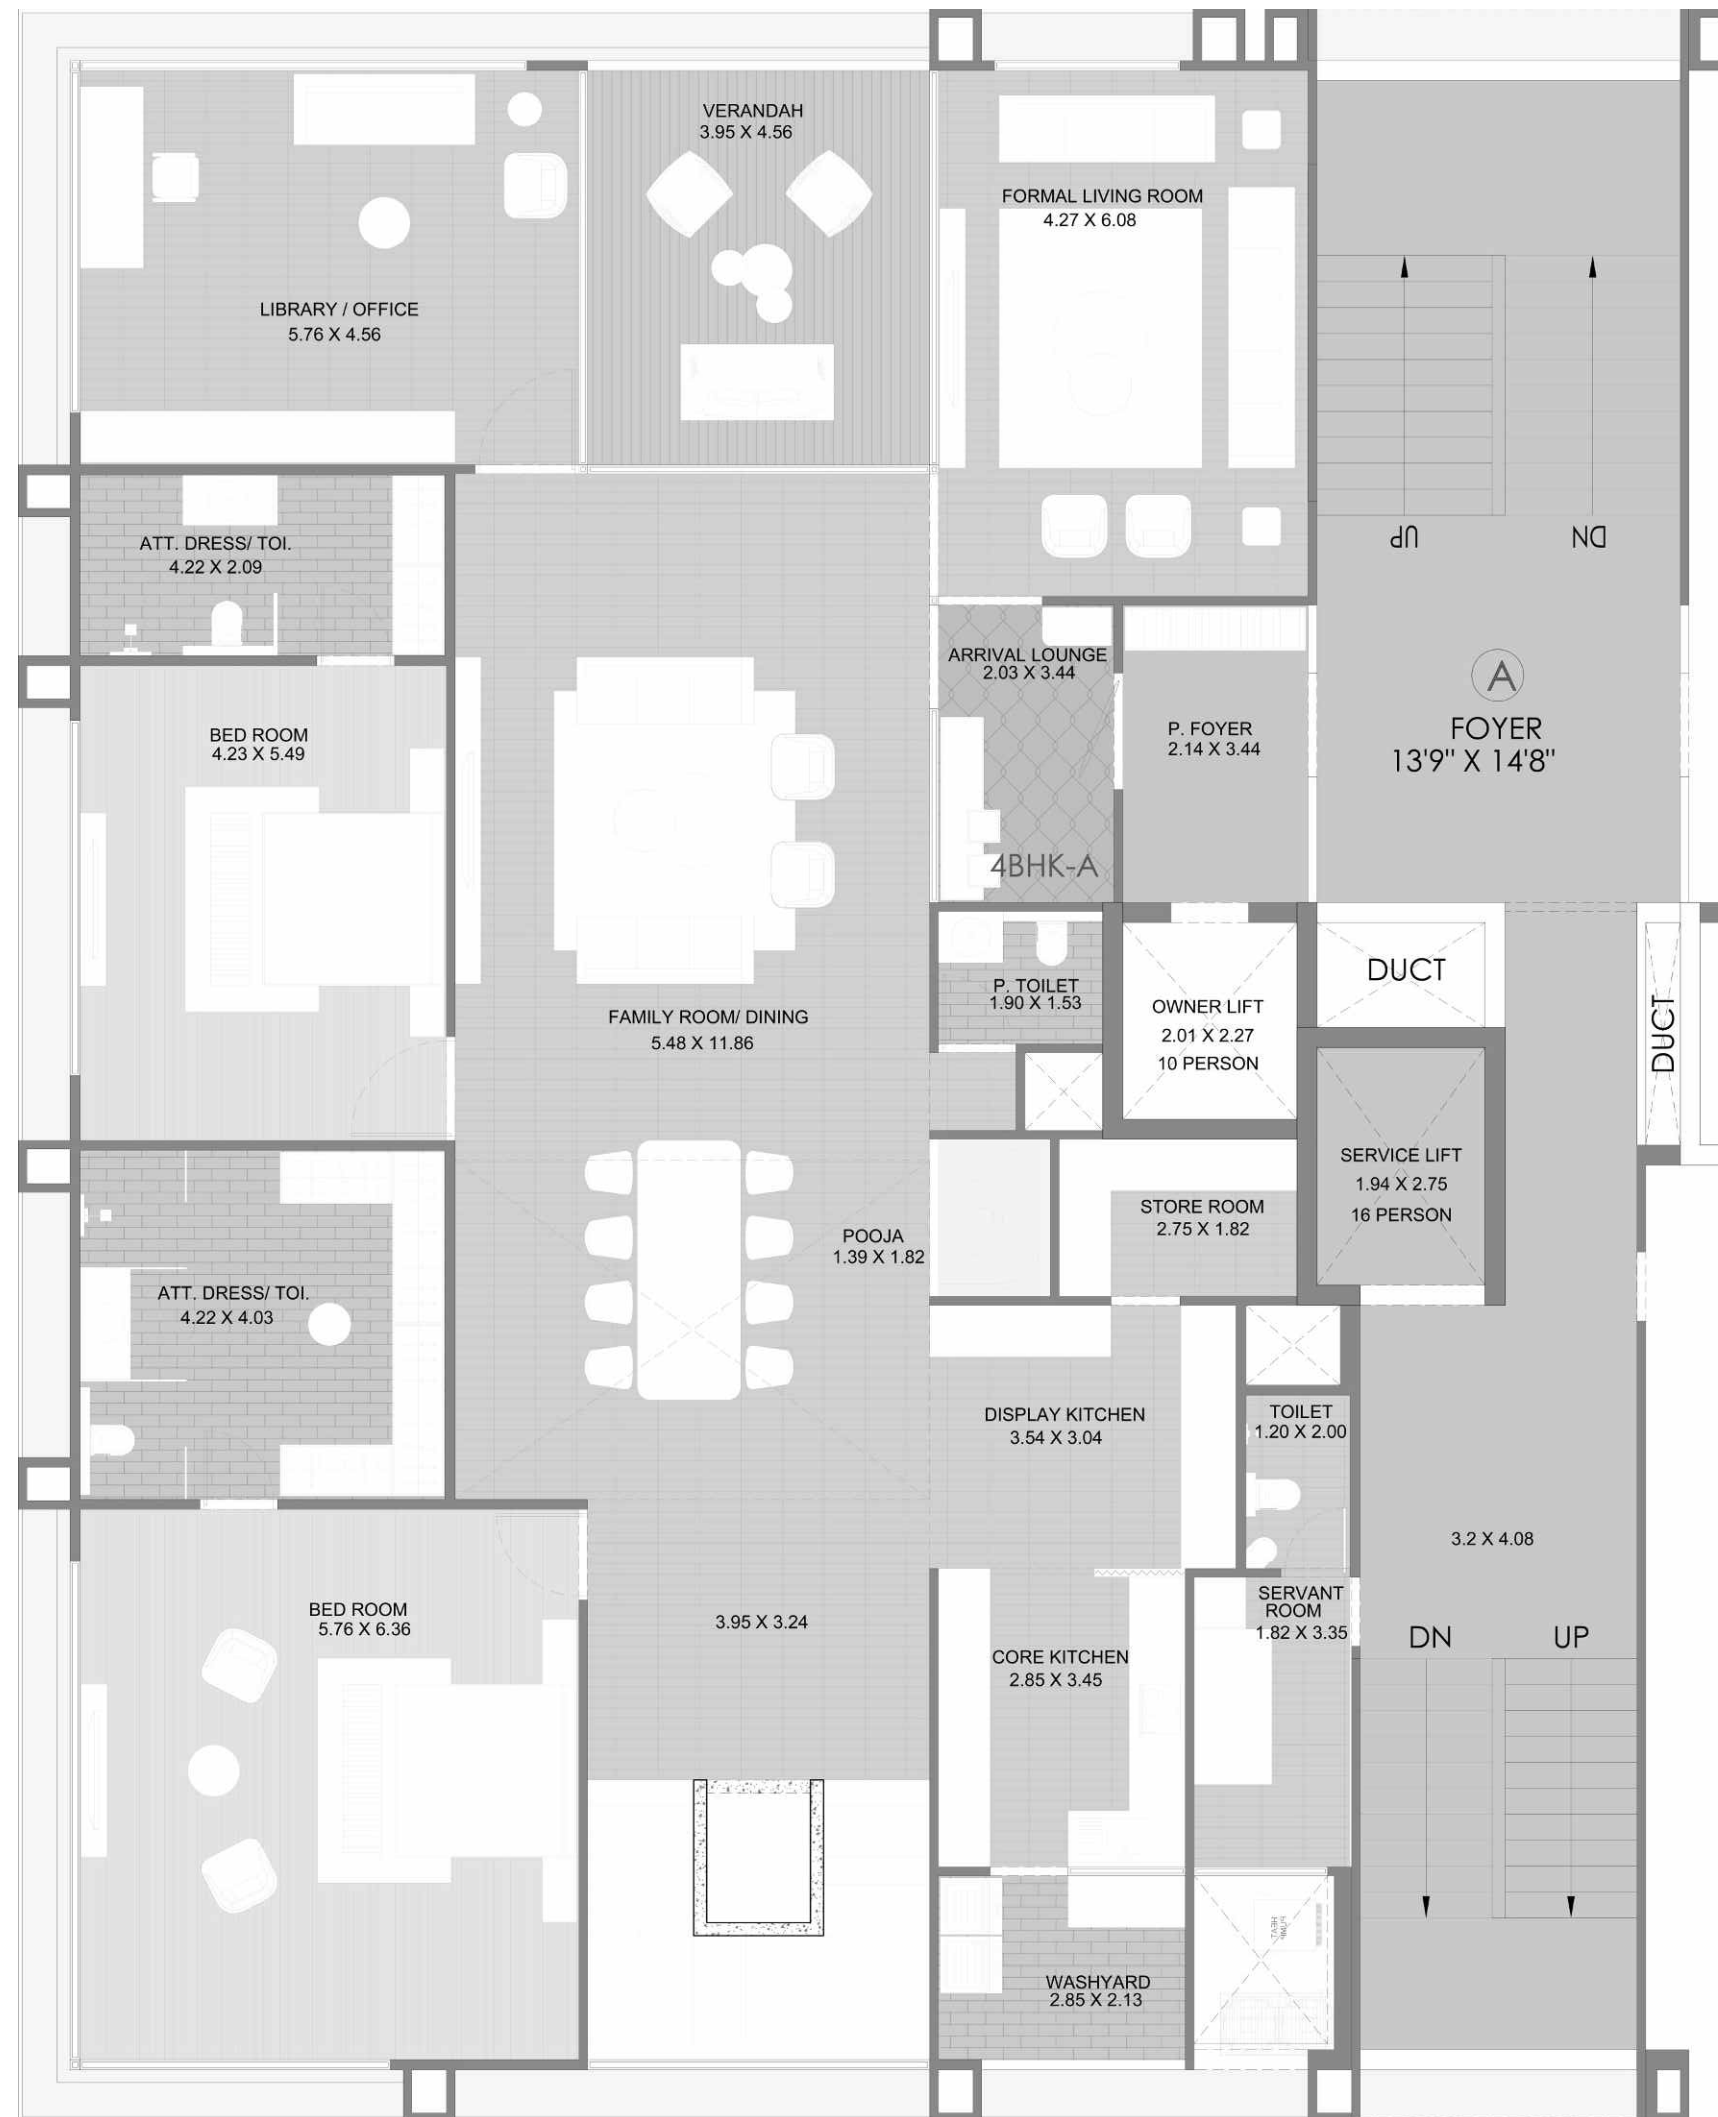 VERANDAH
3.95 X 4.56
FORMAL LIVING ROOM
4.27 X 6.08
LIBRARY / OFFICE
5.76 X 4.56
UP
DN
ATT. DRESS/ TOI.
4.22 X 2.09
ARRIVAL LOUNGE
2.03 X 3.44
A
FOYER
13'9" X 14'8"
P. FOYER
2.14 X 3.44
BED ROOM
4.23 X 5.49
4BHK-A
DUCT
DUCT
P. TOILET
1.90 X 1.53
OWNER LIFT
2.01 X 2.27
10 PERSON
FAMILY ROOM/ DINING
5.48 X 11.86
SERVICE LIFT
1.94 X 2.75
16 PERSON
STORE ROOM
2.75 X 1.82
POOJA
1.39 X 1.82
ATT. DRESS/ TOI.
4.22 X 4.03
DISPLAY KITCHEN
3.54 X 3.04
TOILET
1.20 X 2.00
3.2 X 4.08
SERVANT
ROOM
1.82 X 3.35
BED ROOM
5.76 X 6.36
3.95 X 3.24
DN
UP
CORE KITCHEN
2.85 X 3.45
HEAT
PUMP
WASHYARD
2.85 X 2.13